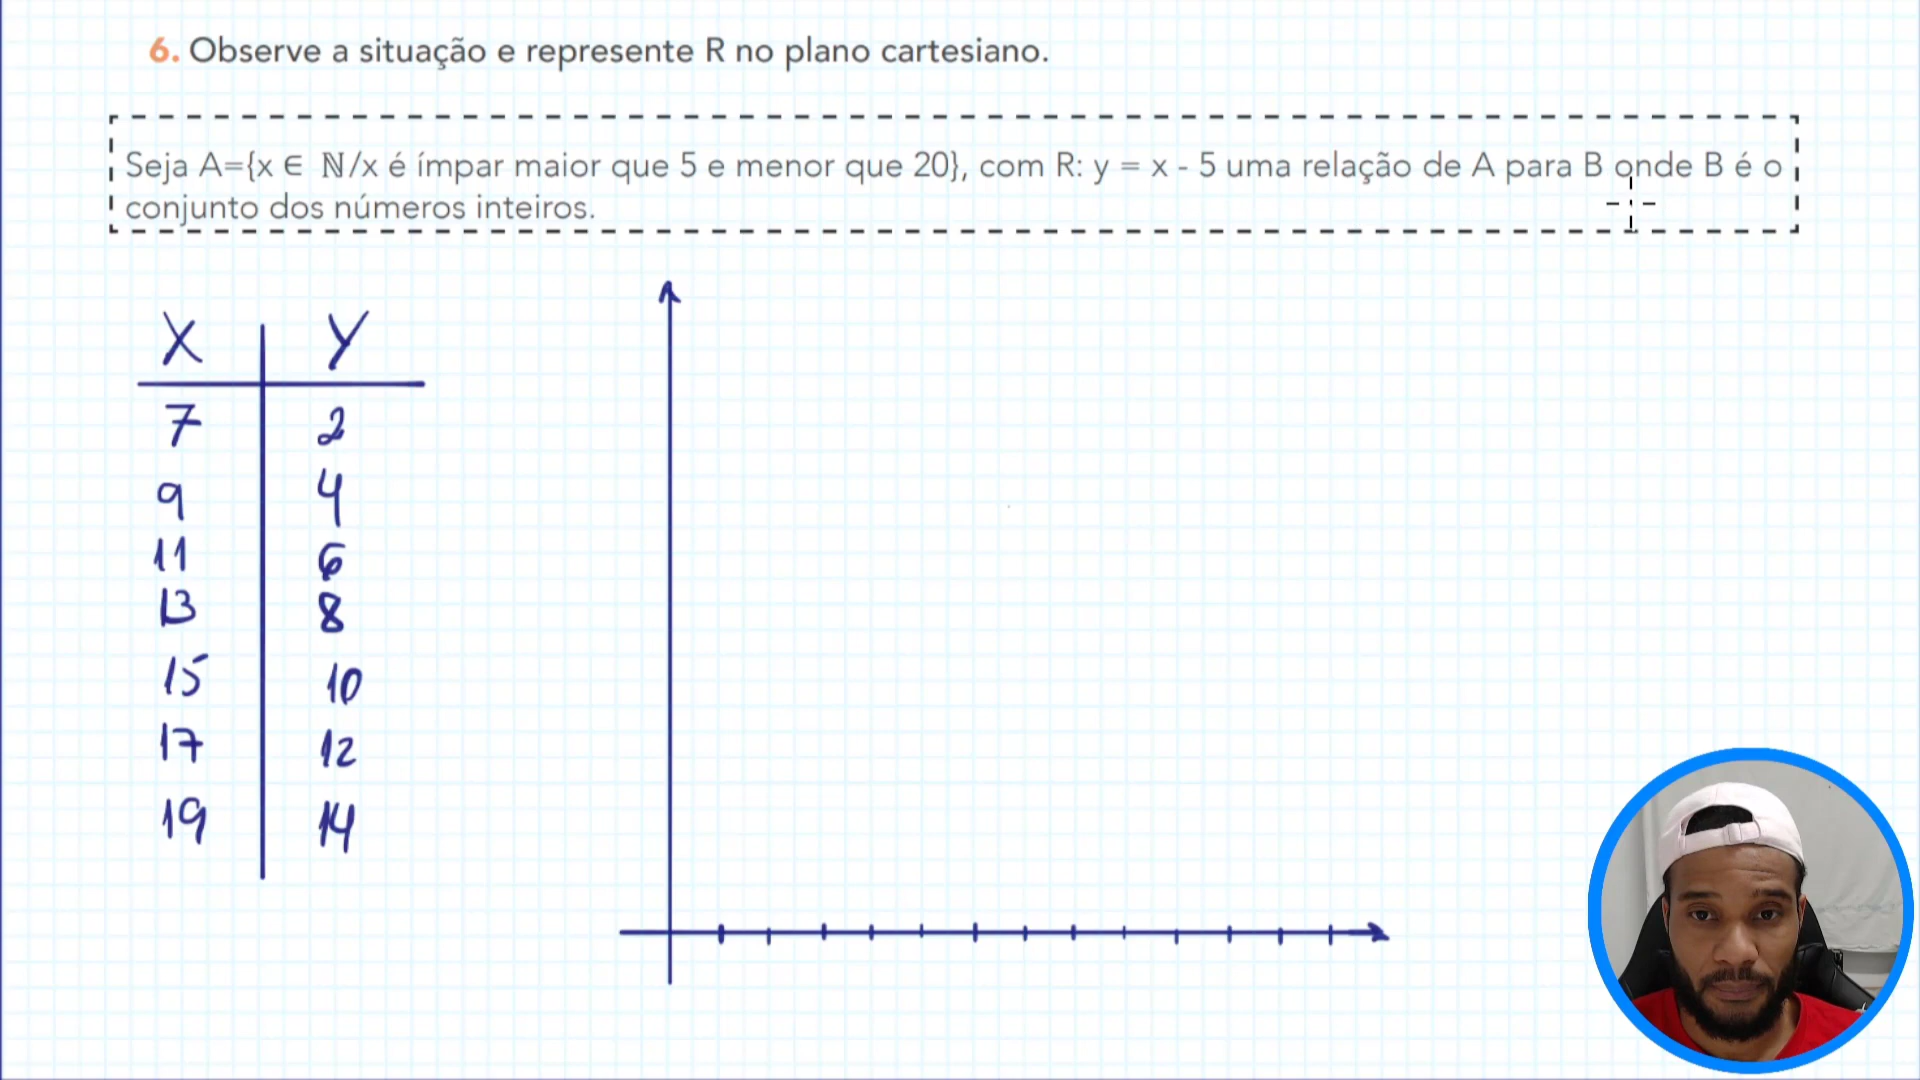 6. Observe a situação e represente R no plano cartesiano.
Seja A={x ∈ ℕ/x é ímpar maior que 5 e menor que 20}, com R: y = x - 5 uma relação de A para B onde B é o
conjunto dos números inteiros.
X Y
7 2
9 4
11 6
13 8
15 10
17 12
19 14